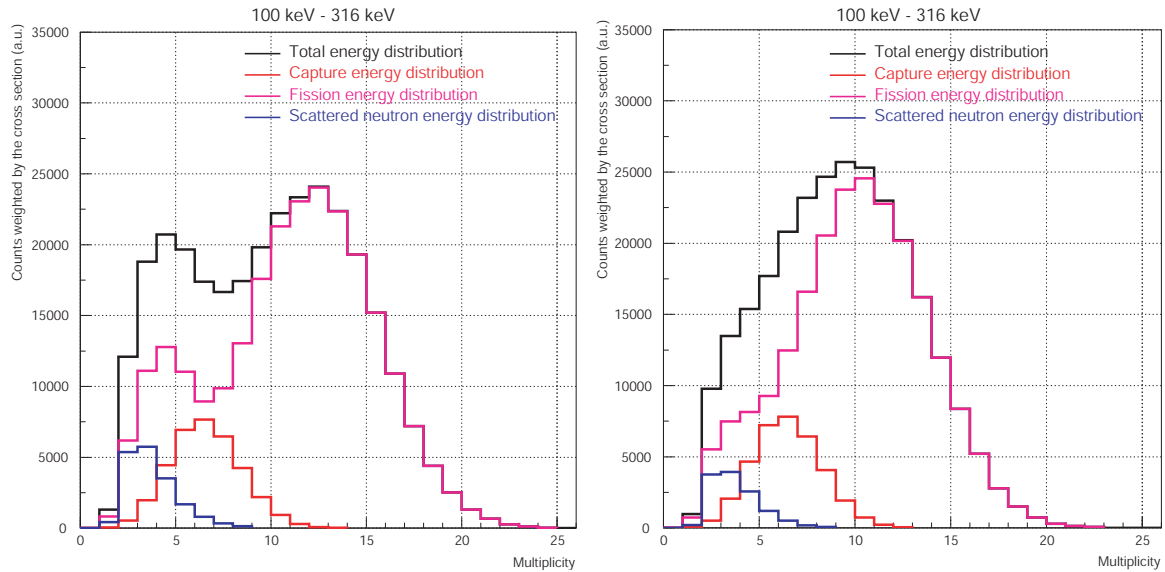 100 keV - 316 keV
Counts weighted by the cross section (a.u.)
35000
30000
25000
20000
15000
10000
5000
0
Total energy distribution
Capture energy distribution
Fission energy distribution
Scattered neutron energy distribution
0 5 10 15 20 25
Multiplicity
100 keV - 316 keV
Counts weighted by the cross section (a.u.)
35000
30000
25000
20000
15000
10000
5000
0
Total energy distribution
Capture energy distribution
Fission energy distribution
Scattered neutron energy distribution
0 5 10 15 20 25
Multiplicity